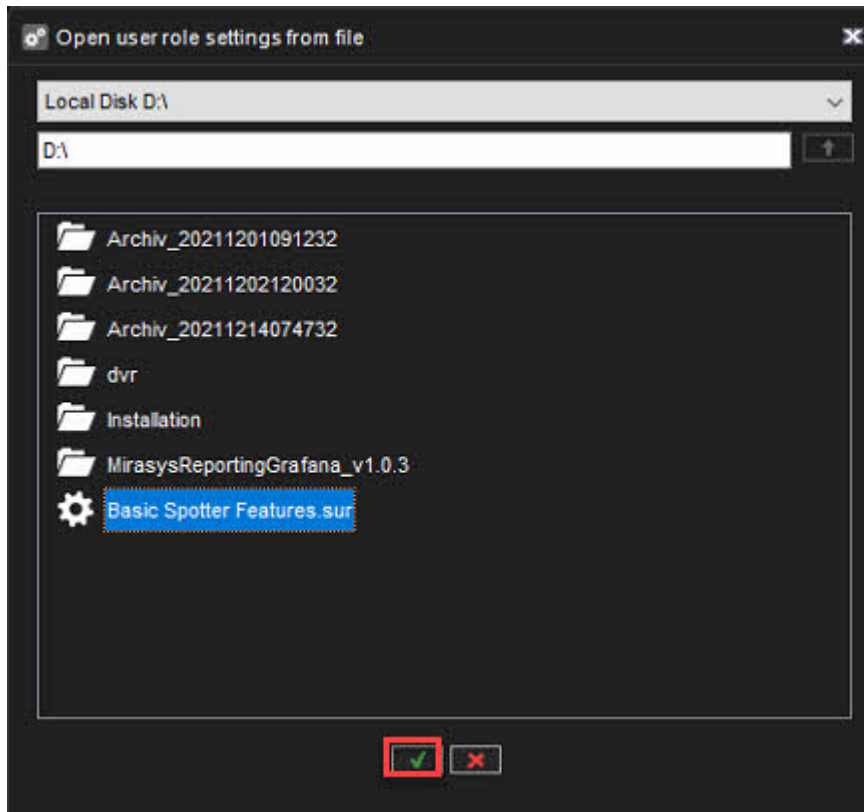 Open user role settings from file
Local Disk D:\
D:\
Archiv_20211201091232
Archiv_20211202120032
Archiv_20211214074732
dvr
Installation
MirasysReportingGrafana_v1.0.3
Basic Spotter Features.sur